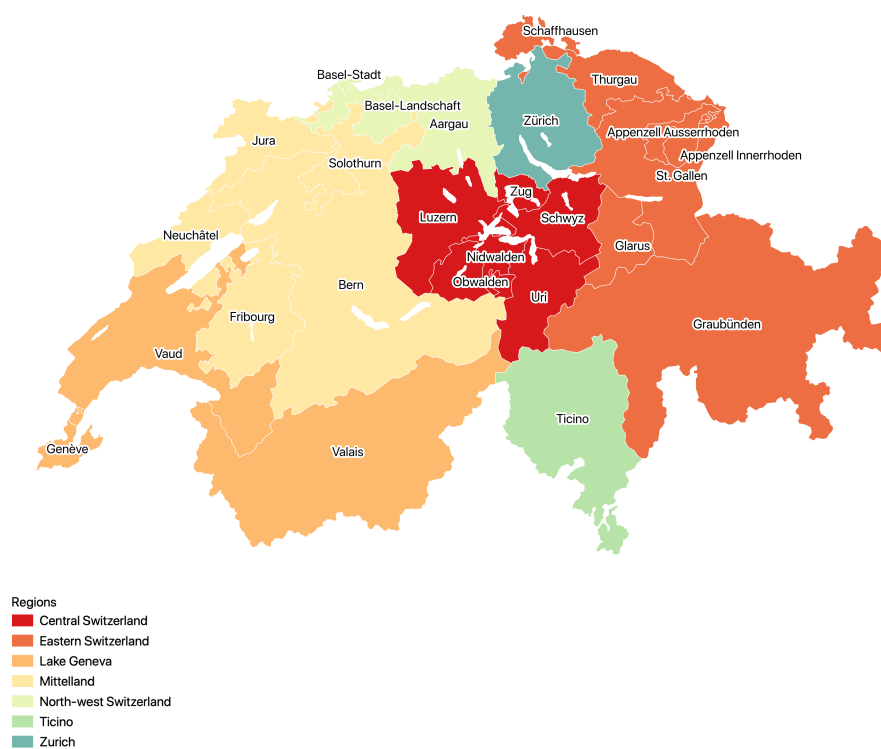 Schaffhausen
Basel-Stadt
Thurgau
Basel-Landschaft
Zürich
Aargau
Appenzell Ausserrhoden
Jura
Appenzell Innerrhoden
Solothurn
St. Gallen
Zug
Luzern
Schwyz
Neuchâtel
Glarus
Nidwalden
Obwalden
Bern
Uri
Fribourg
Graubünden
Vaud
Ticino
Genève
Valais
Regions
Central Switzerland
Eastern Switzerland
Lake Geneva
Mittelland
North-west Switzerland
Ticino
Zurich